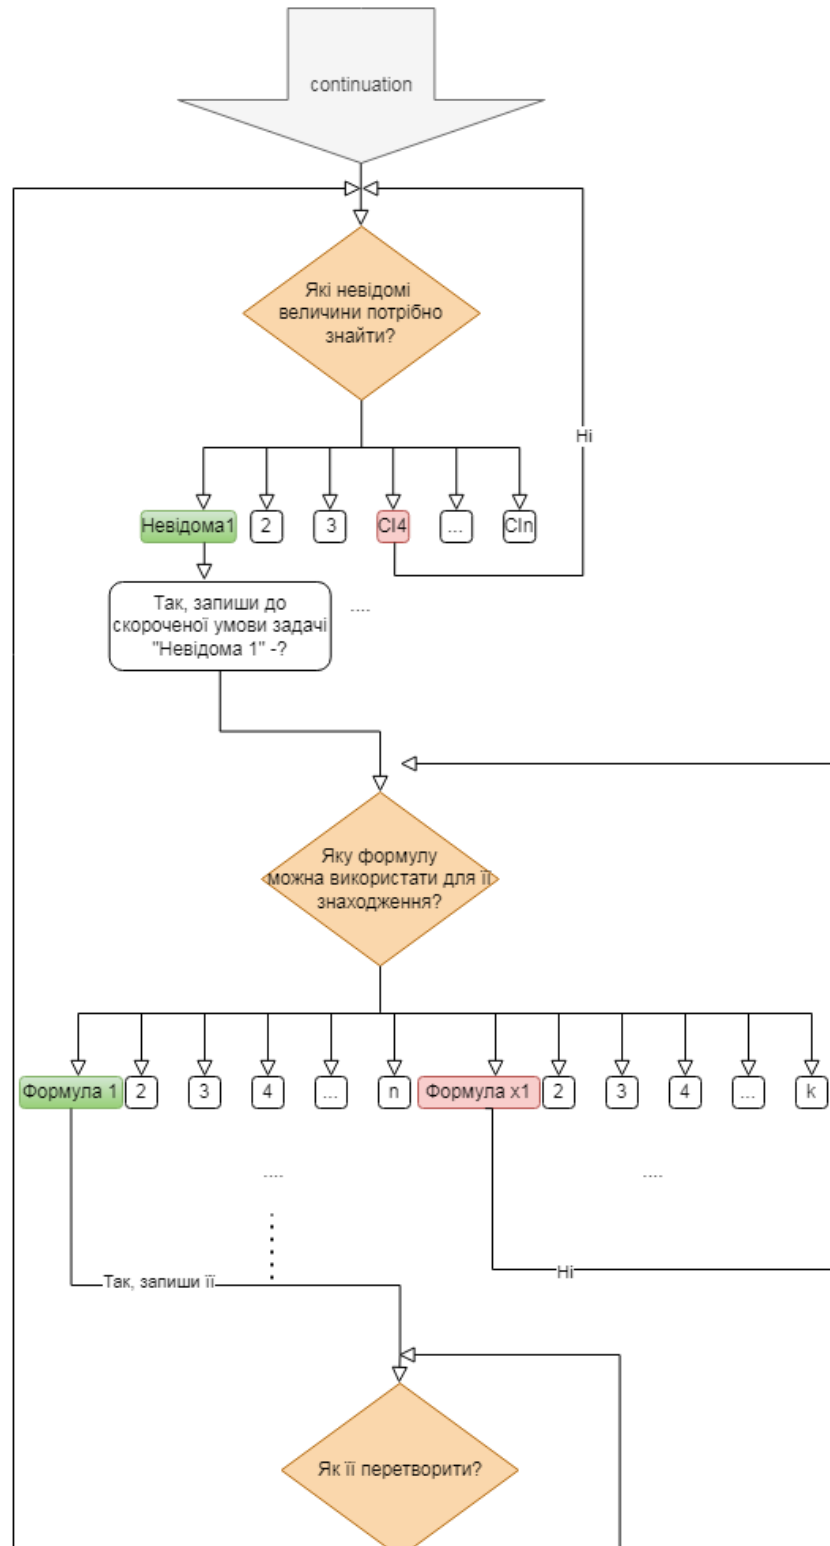 continuation
Які невідомі
величини потрібно
знайти?
Ні
Невідома1
2
3
СІ4
...
СІn
Так, запиши до
скороченої умови задачі
"Невідома 1" -?
....
Яку формулу
можна використати для її
знаходження?
Формула 1
2
3
4
...
n
Формула х1
2
3
4
...
k
....
....
Так, запиши її
Ні
Як її перетворити?